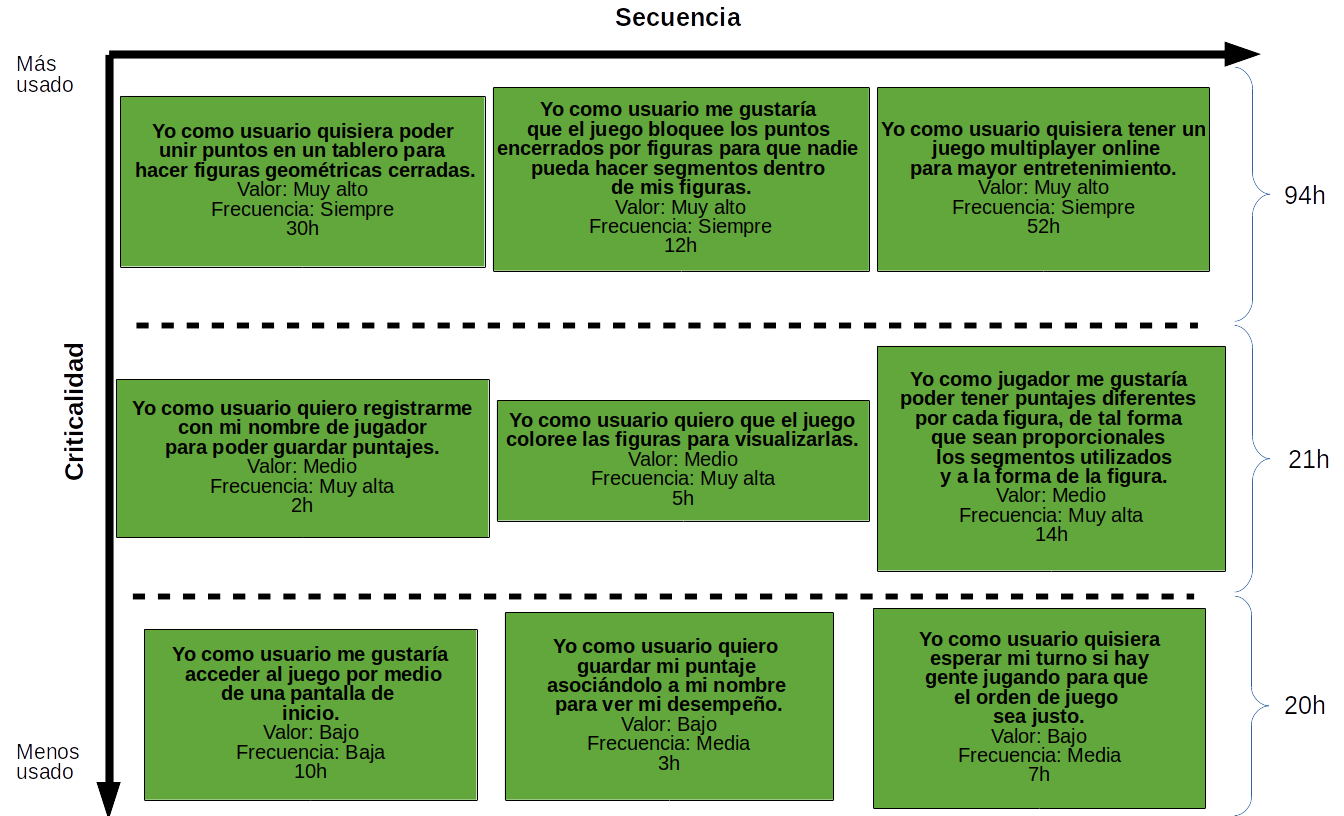 Secuencia
Más
usado
Yo como usuario quisiera poder
unir puntos en un tablero para
hacer figuras geométricas cerradas.
Valor: Muy alto
Frecuencia: Siempre
30h
Yo como usuario me gustaría
que el juego bloquee los puntos
encerrados por figuras para que nadie
pueda hacer segmentos dentro
de mis figuras.
Valor: Muy alto
Frecuencia: Siempre
12h
Yo como usuario quisiera tener un
juego multiplayer online
para mayor entretenimiento.
Valor: Muy alto
Frecuencia: Siempre
52h
94h
Criticalidad
Yo como usuario quiero registrarme
con mi nombre de jugador
para poder guardar puntajes.
Valor: Medio
Frecuencia: Muy alta
2h
Yo como usuario quiero que el juego
coloree las figuras para visualizarlas.
Valor: Medio
Frecuencia: Muy alta
5h
Yo como jugador me gustaría
poder tener puntajes diferentes
por cada figura, de tal forma
que sean proporcionales
los segmentos utilizados
y a la forma de la figura.
Valor: Medio
Frecuencia: Muy alta
14h
21h
Yo como usuario me gustaría
acceder al juego por medio
de una pantalla de
inicio.
Valor: Bajo
Frecuencia: Baja
10h
Yo como usuario quiero
guardar mi puntaje
asociándolo a mi nombre
para ver mi desempeño.
Valor: Bajo
Frecuencia: Media
3h
Yo como usuario quisiera
esperar mi turno si hay
gente jugando para que
el orden de juego
sea justo.
Valor: Bajo
Frecuencia: Media
7h
20h
Menos
usado